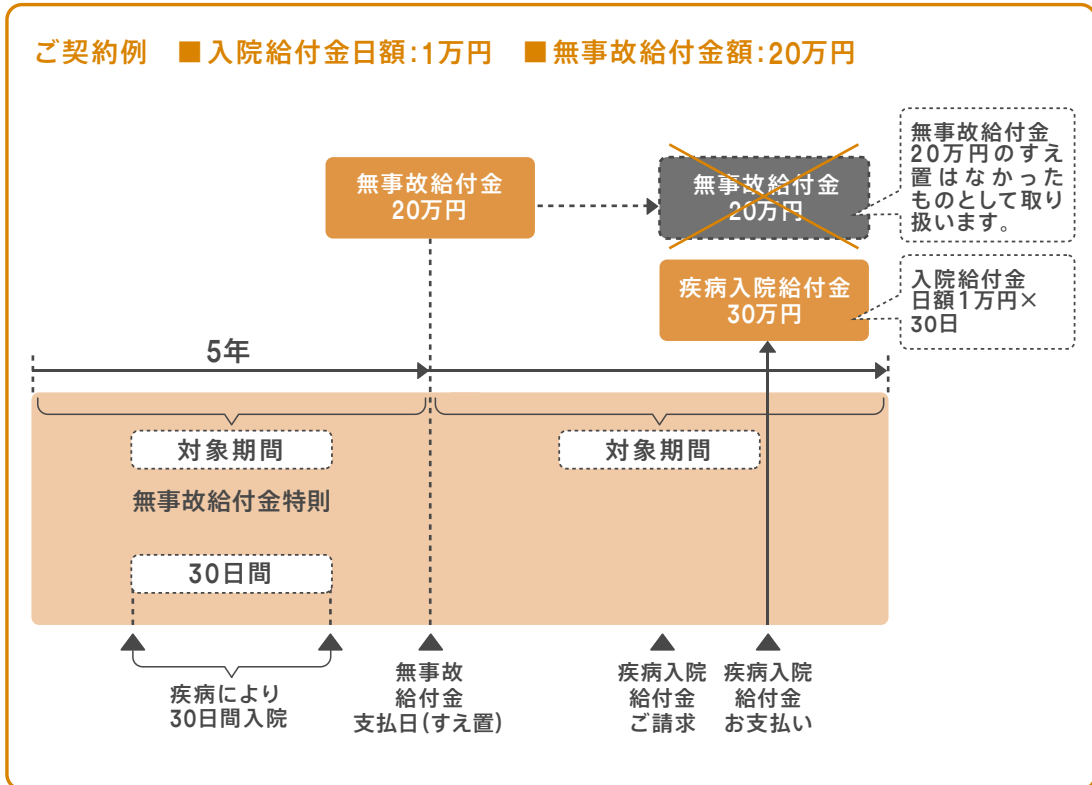 ご契約例 ■入院給付金日額:1万円 ■無事故給付金額:20万円
無事故給付金
20万円
無事故給付金
20万円
無事故給付金
20万円のすえ
置はなかった
ものとして取り
扱います。
疾病入院給付金
30万円
入院給付金
日額1万円×
30日
5年
対象期間
対象期間
無事故給付金特則
30日間
疾病により
30日間入院
無事故
給付金
支払日(すえ置)
疾病入院
給付金
ご請求
疾病入院
給付金
お支払い